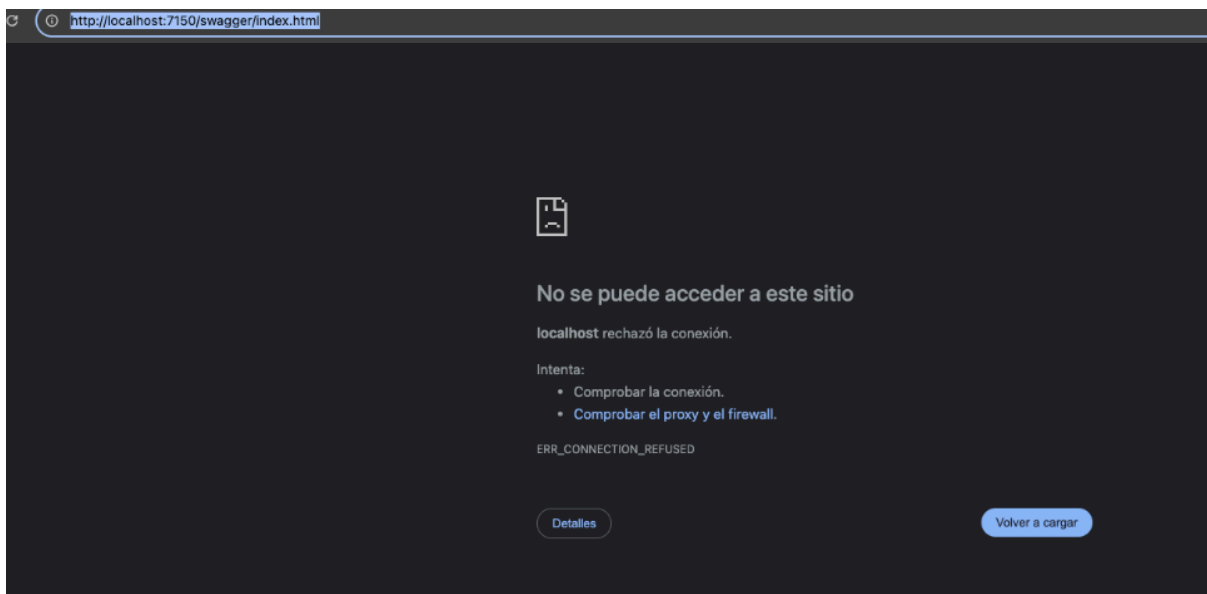 http://localhost:7150/swagger/index.html
No se puede acceder a este sitio
localhost rechazó la conexión.
Intenta:
• Comprobar la conexión.
• Comprobar el proxy y el firewall.
ERR_CONNECTION_REFUSED
Detalles
Volver a cargar